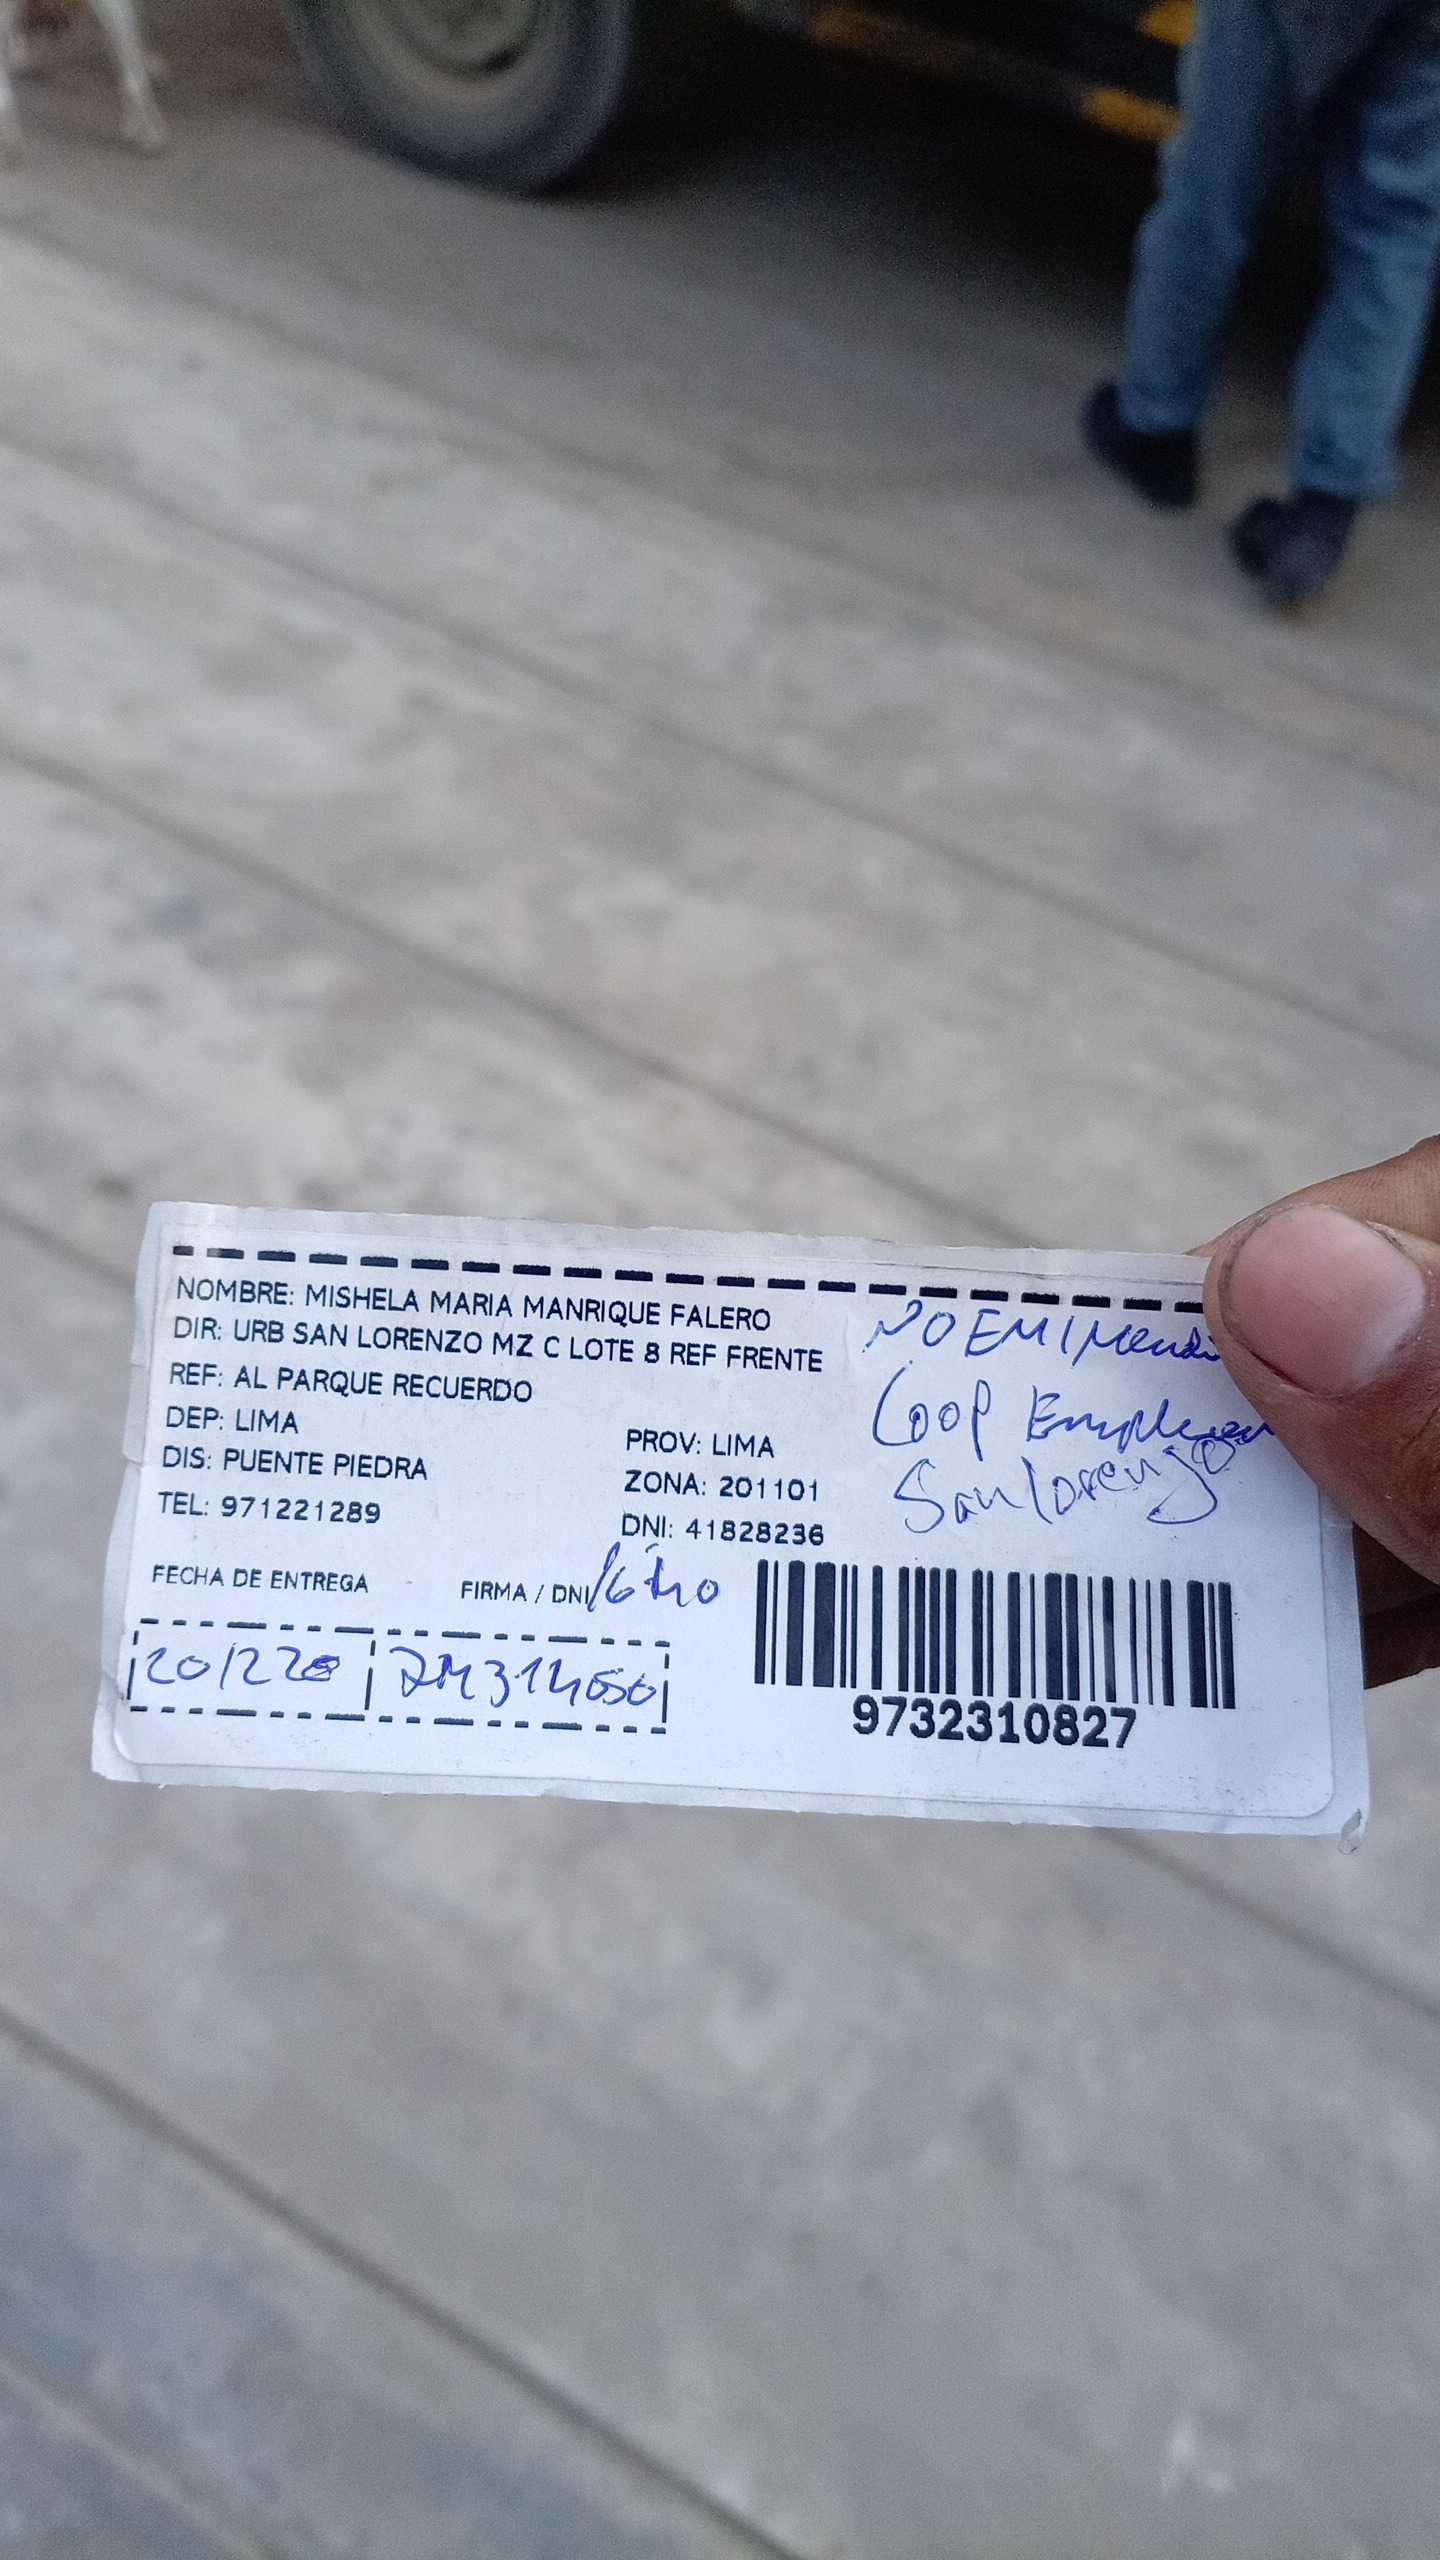 NOMBRE: MISHELA MARIA MANRIQUE FALERO
DIR: URB SAN LORENZO MZ C LOTE 8 REF FRENTE
REF: AL PARQUE RECUERDO
DEP: LIMA
PROV: LIMA
DIS: PUENTE PIEDRA
ZONA: 201101
TEL: 971221289
DNI: 41828236
NOEMI
Coop
San Lorenzo
FECHA DE ENTREGA
FIRMA / DNI
9732310827